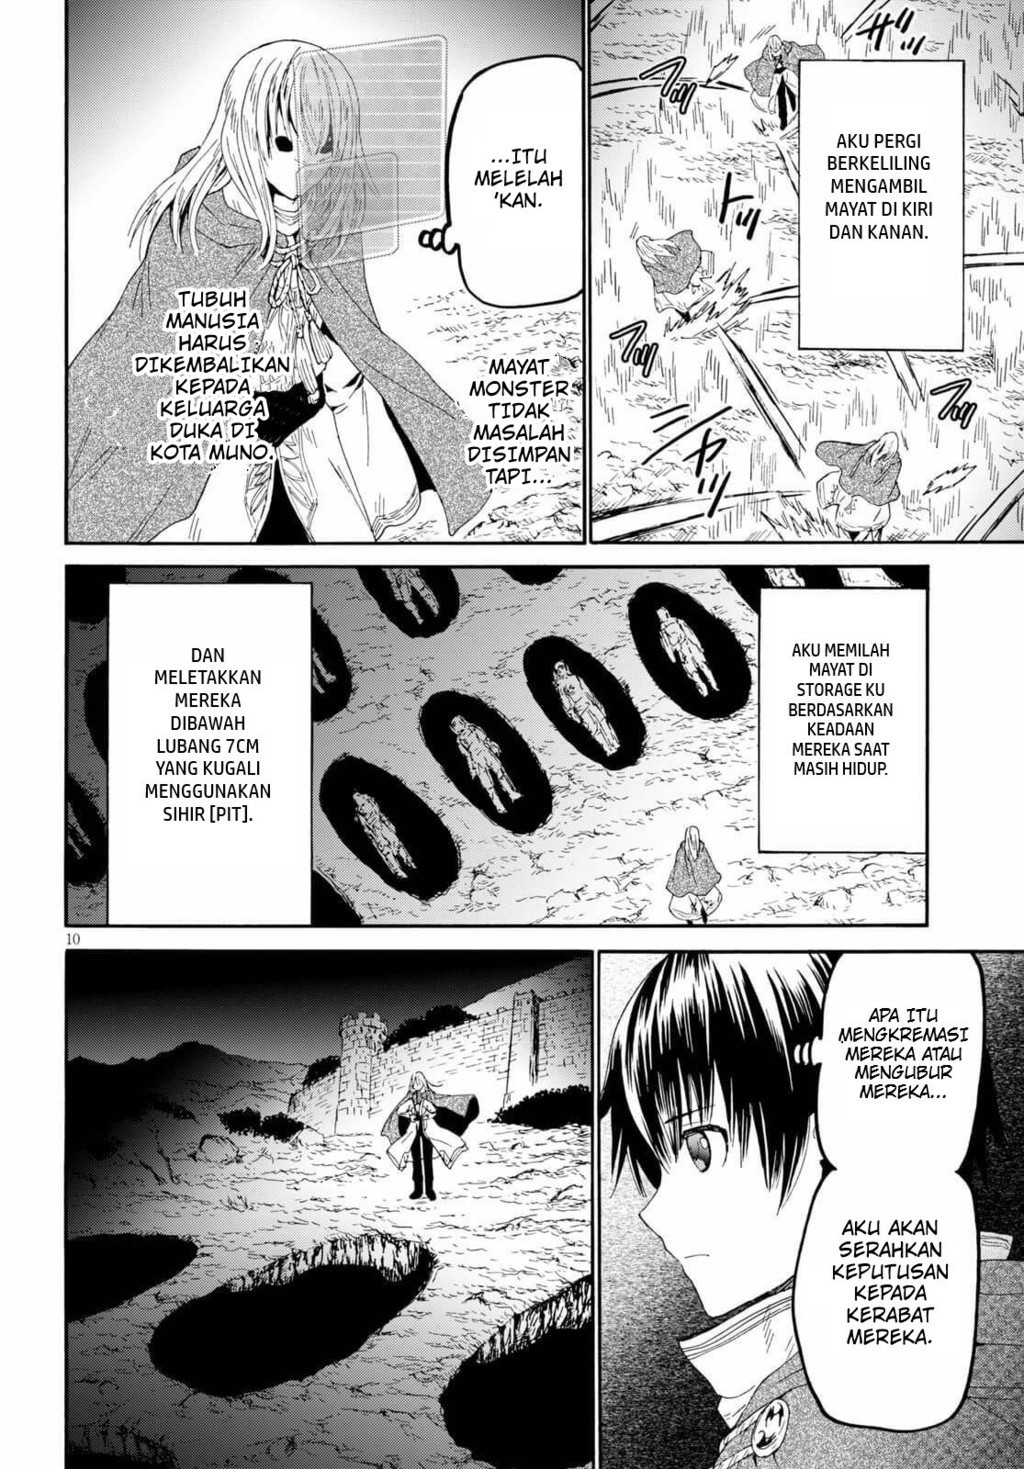 AKU PERGI
BERKELILING
MENGAMBIL
MAYAT DI KIRI
DAN KANAN.
...ITU
MELELAH
'KAN.
MAYAT
MONSTER
TIDAK
MASALAH
DISIMPAN
TAPI...
TUBUH
MANUSIA
HARUS
DIKEMBALIKAN
KEPADA
KELUARGA
DUKA DI
KOTA MUNO.
AKU MEMILAH
MAYAT DI
STORAGE KU
BERDASARKAN
KEADAAN
MEREKA SAAT
MASIH HIDUP.
DAN
MELETAKKAN
MEREKA
DIBAWAH
LUBANG 7CM
YANG KUGALI
MENGGUNAKAN
SIHIR [PIT].
10
APA ITU
MENGKREMASI
MEREKA ATAU
MENGUBUR
MEREKA...
AKU AKAN
SERAHKAN
KEPUTUSAN
KEPADA
KERABAT
MEREKA.